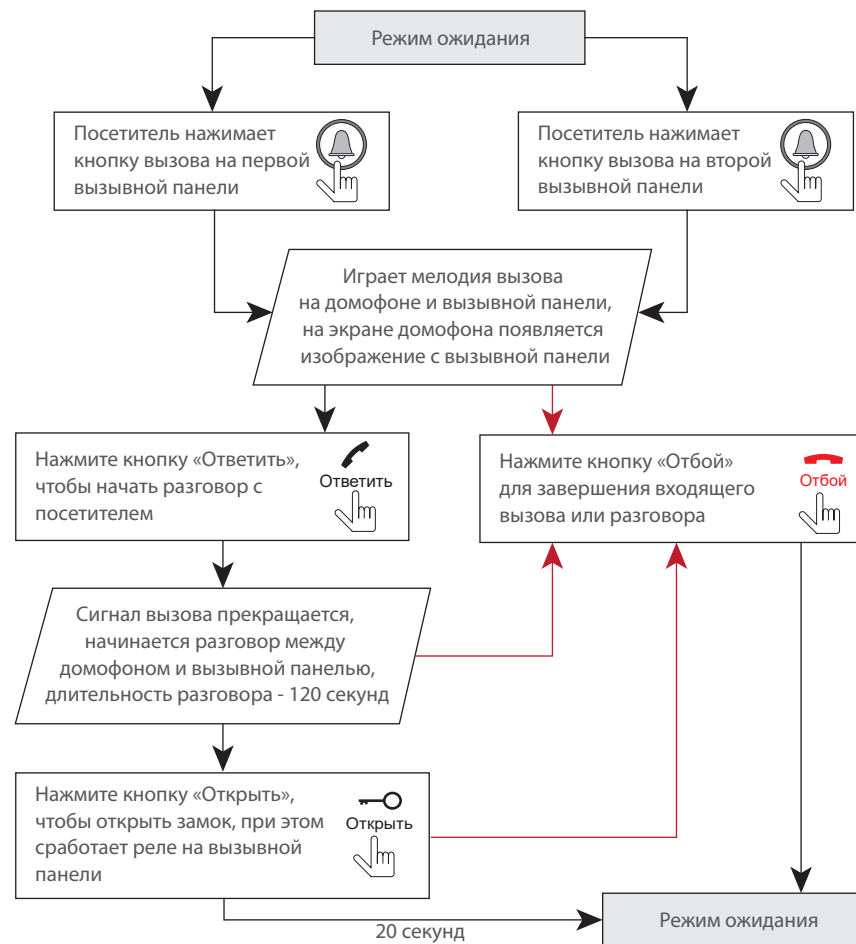 Режим ожидания
Посетитель нажимает
кнопку вызова на первой
вызывной панели
Посетитель нажимает
кнопку вызова на второй
вызывной панели
Играет мелодия вызова
на домофоне и вызывной панели,
на экране домофона появляется
изображение с вызывной панели
Нажмите кнопку «Ответить»,
чтобы начать разговор с
посетителем
Ответить
Нажмите кнопку «Отбой»
для завершения входящего
вызова или разговора
Отбой
Сигнал вызова прекращается,
начинается разговор между
домофоном и вызывной панелью,
длительность разговора - 120 секунд
Нажмите кнопку «Открыть»,
чтобы открыть замок, при этом
сработает реле на вызывной
панели
Открыть
20 секунд
Режим ожидания